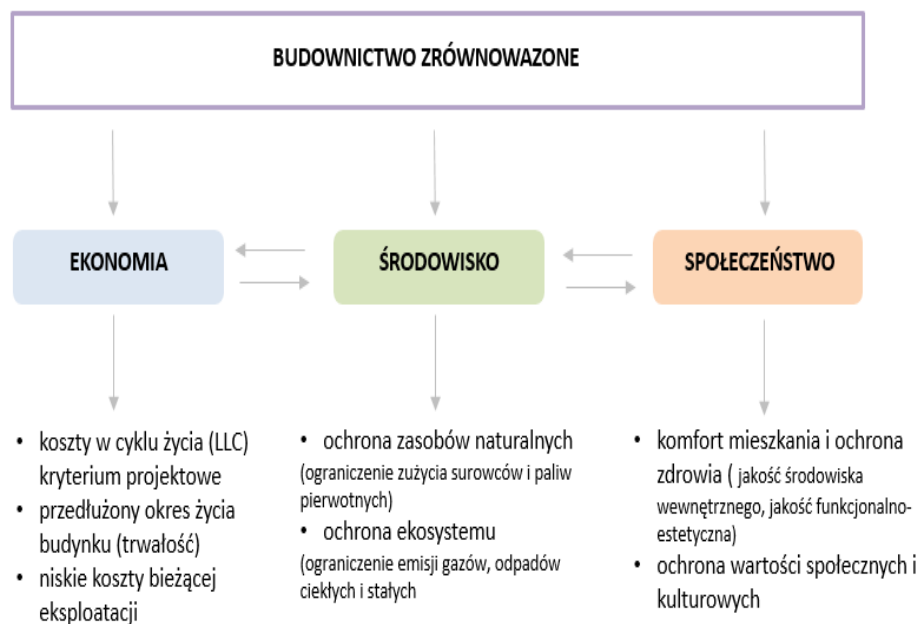 BUDOWNICTWO ZRÓWNOWAZONE
EKONOMIA
ŚRODOWISKO
SPOŁECZEŃSTWO
• koszty w cyklu życia (LLC)
kryterium projektowe
• przedłużony okres życia
budynku (trwałość)
• niskie koszty bieżącej
eksploatacji
• ochrona zasobów naturalnych
(ograniczenie zużycia surowców i paliw
pierwotnych)
• ochrona ekosystemu
(ograniczenie emisji gazów, odpadów
ciekłych i stałych
• komfort mieszkania i ochrona
zdrowia ( jakość środowiska
wewnętrznego, jakość funkcjonalno-
estetyczna)
• ochrona wartości społecznych i
kulturowych